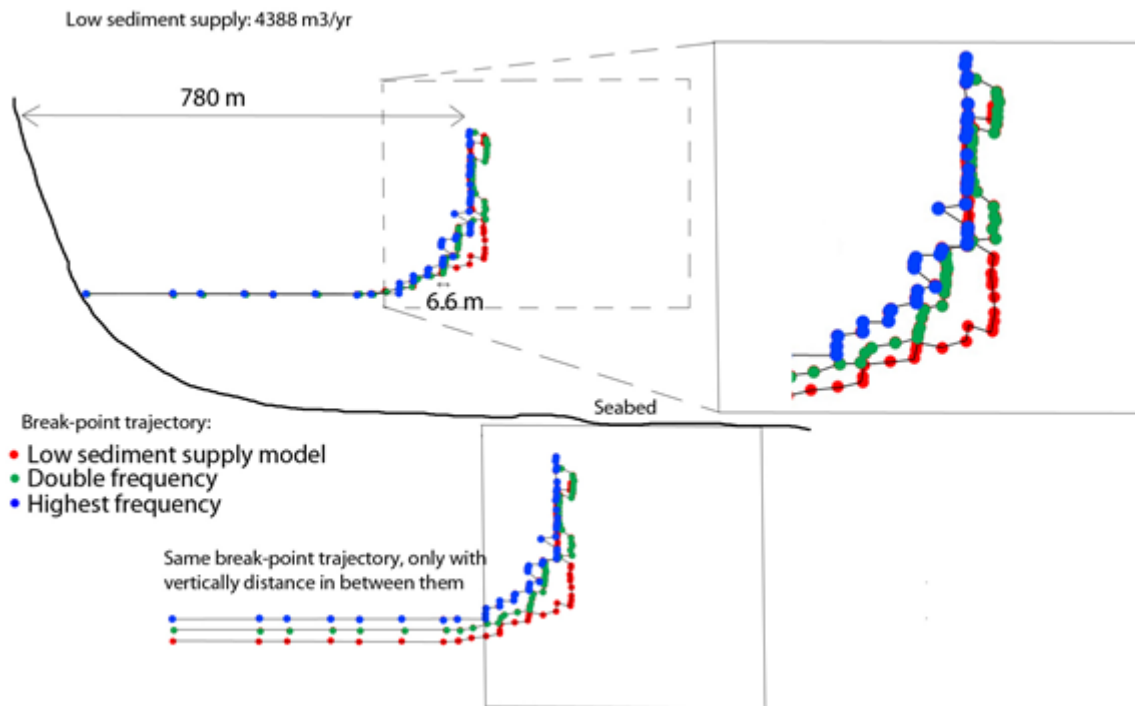 Low sediment supply: 4388 m3/yr
780 m
6.6 m
Seabed
Break-point trajectory:
Low sediment supply model
Double frequency
Highest frequency
Same break-point trajectory, only with
vertically distance in between them